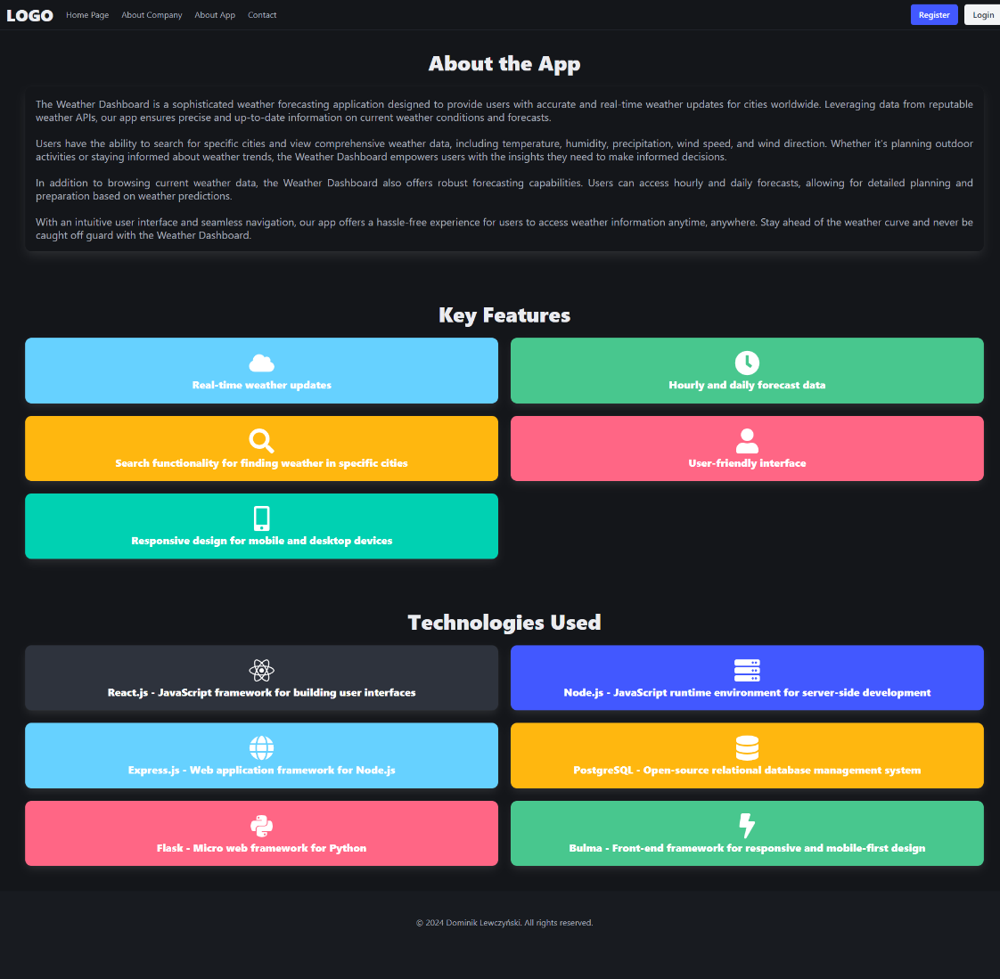 LOGO Home Page About Company About App Contact Register Login
About the App
The Weather Dashboard is a sophisticated weather forecasting application designed to provide users with accurate and real-time weather updates for cities worldwide. Leveraging data from reputable
weather APIs, our app ensures precise and up-to-date information on current weather conditions and forecasts.
Users have the ability to search for specific cities and view comprehensive weather data, including temperature, humidity, precipitation, wind speed, and wind direction. Whether it's planning outdoor
activities or staying informed about weather trends, the Weather Dashboard empowers users with the insights they need to make informed decisions.
In addition to browsing current weather data, the Weather Dashboard also offers robust forecasting capabilities. Users can access hourly and daily forecasts, allowing for detailed planning and
preparation based on weather predictions.
With an intuitive user interface and seamless navigation, our app offers a hassle-free experience for users to access weather information anytime, anywhere. Stay ahead of the weather curve and never be
caught off guard with the Weather Dashboard.
Key Features
Real-time weather updates
Hourly and daily forecast data
Search functionality for finding weather in specific cities
User-friendly interface
Responsive design for mobile and desktop devices
Technologies Used
React.js - JavaScript framework for building user interfaces
Node.js - JavaScript runtime environment for server-side development
Express.js - Web application framework for Node.js
PostgreSQL - Open-source relational database management system
Flask - Micro web framework for Python
Bulma - Front-end framework for responsive and mobile-first design
© 2024 Dominik Lewczyński. All rights reserved.